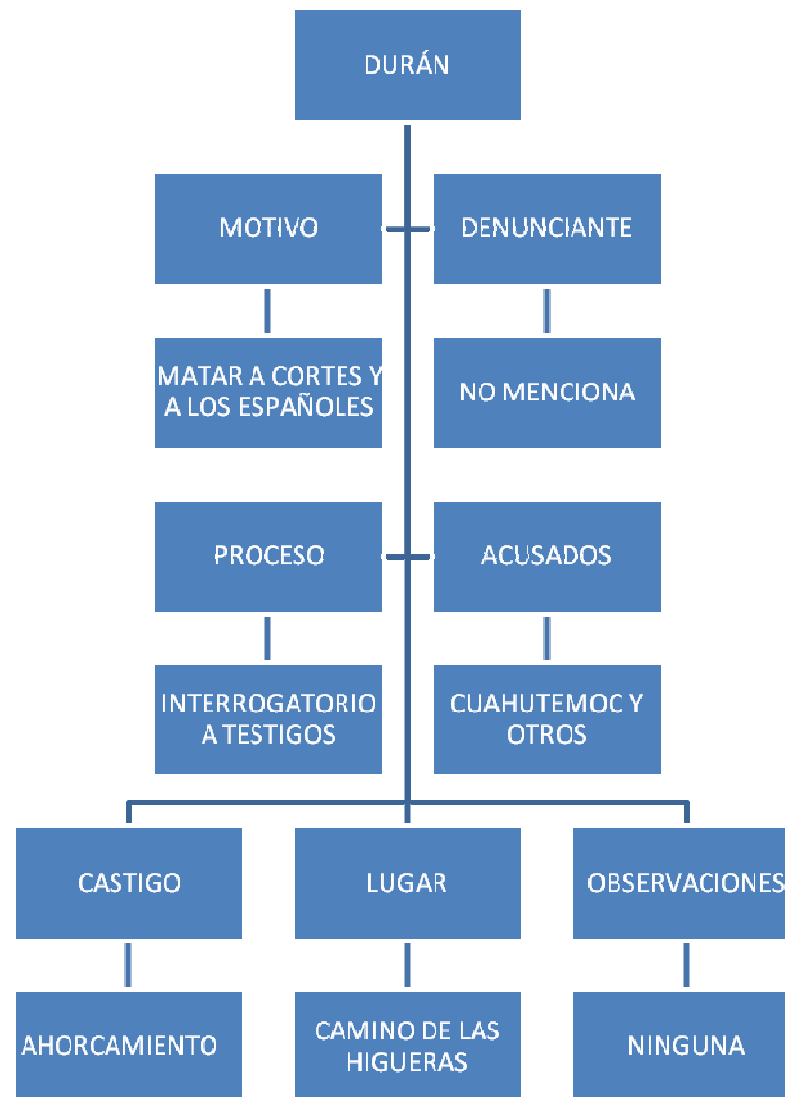 DURÁN
MOTIVO
DENUNCIANTE
MATAR A CORTES Y
A LOS ESPAÑOLES
NO MENCIONA
PROCESO
ACUSADOS
INTERROGATORIO
A TESTIGOS
CUAHUTEMOC Y
OTROS
CASTIGO
LUGAR
OBSERVACIONES
AHORCAMIENTO
CAMINO DE LAS
HIGUERAS
NINGUNA